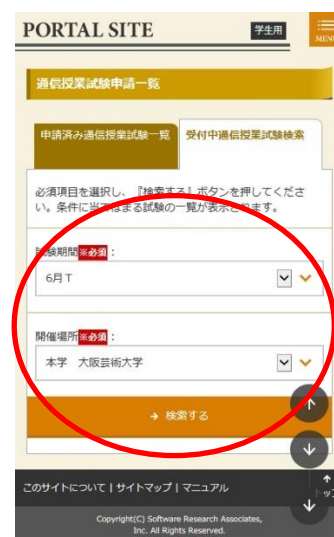 PORTAL SITE
学生用
MENU
通信授業試験申請一覧
申請済み通信授業試験一覧
受付中通信授業試験検索
必須項目を選択し、『検索する』ボタンを押してくださ
い。条件に当てはまる試験の一覧が表示されます。
試験期間※必須：
6月T
開催場所※必須：
本学 大阪芸術大学
→ 検索する
このサイトについて | サイトマップ | マニュアル
Copyright(C) Software Research Associates,
Inc. All Rights Reserved.